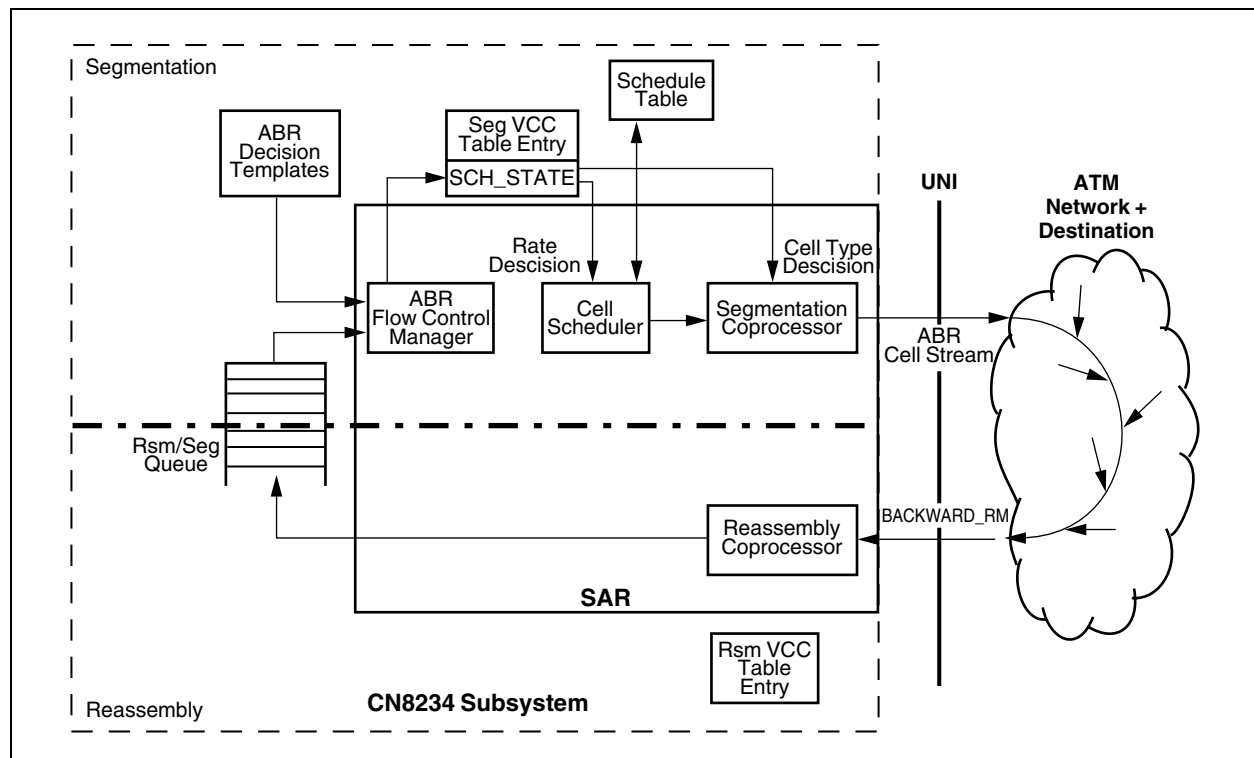 Segmentation
Schedule
Table
ABR
Decision
Templates
Seg VCC
Table Entry
SCH_STATE
UNI
ATM
Network +
Destination
Rate
Descision
Cell Type
Descision
ABR
Flow Control
Manager
Cell
Scheduler
Segmentation
Coprocessor
ABR
Cell Stream
Rsm/Seg
Queue
BACKWARD_RM
Reassembly
Coprocessor
SAR
Rsm VCC
Table
Entry
CN8234 Subsystem
Reassembly